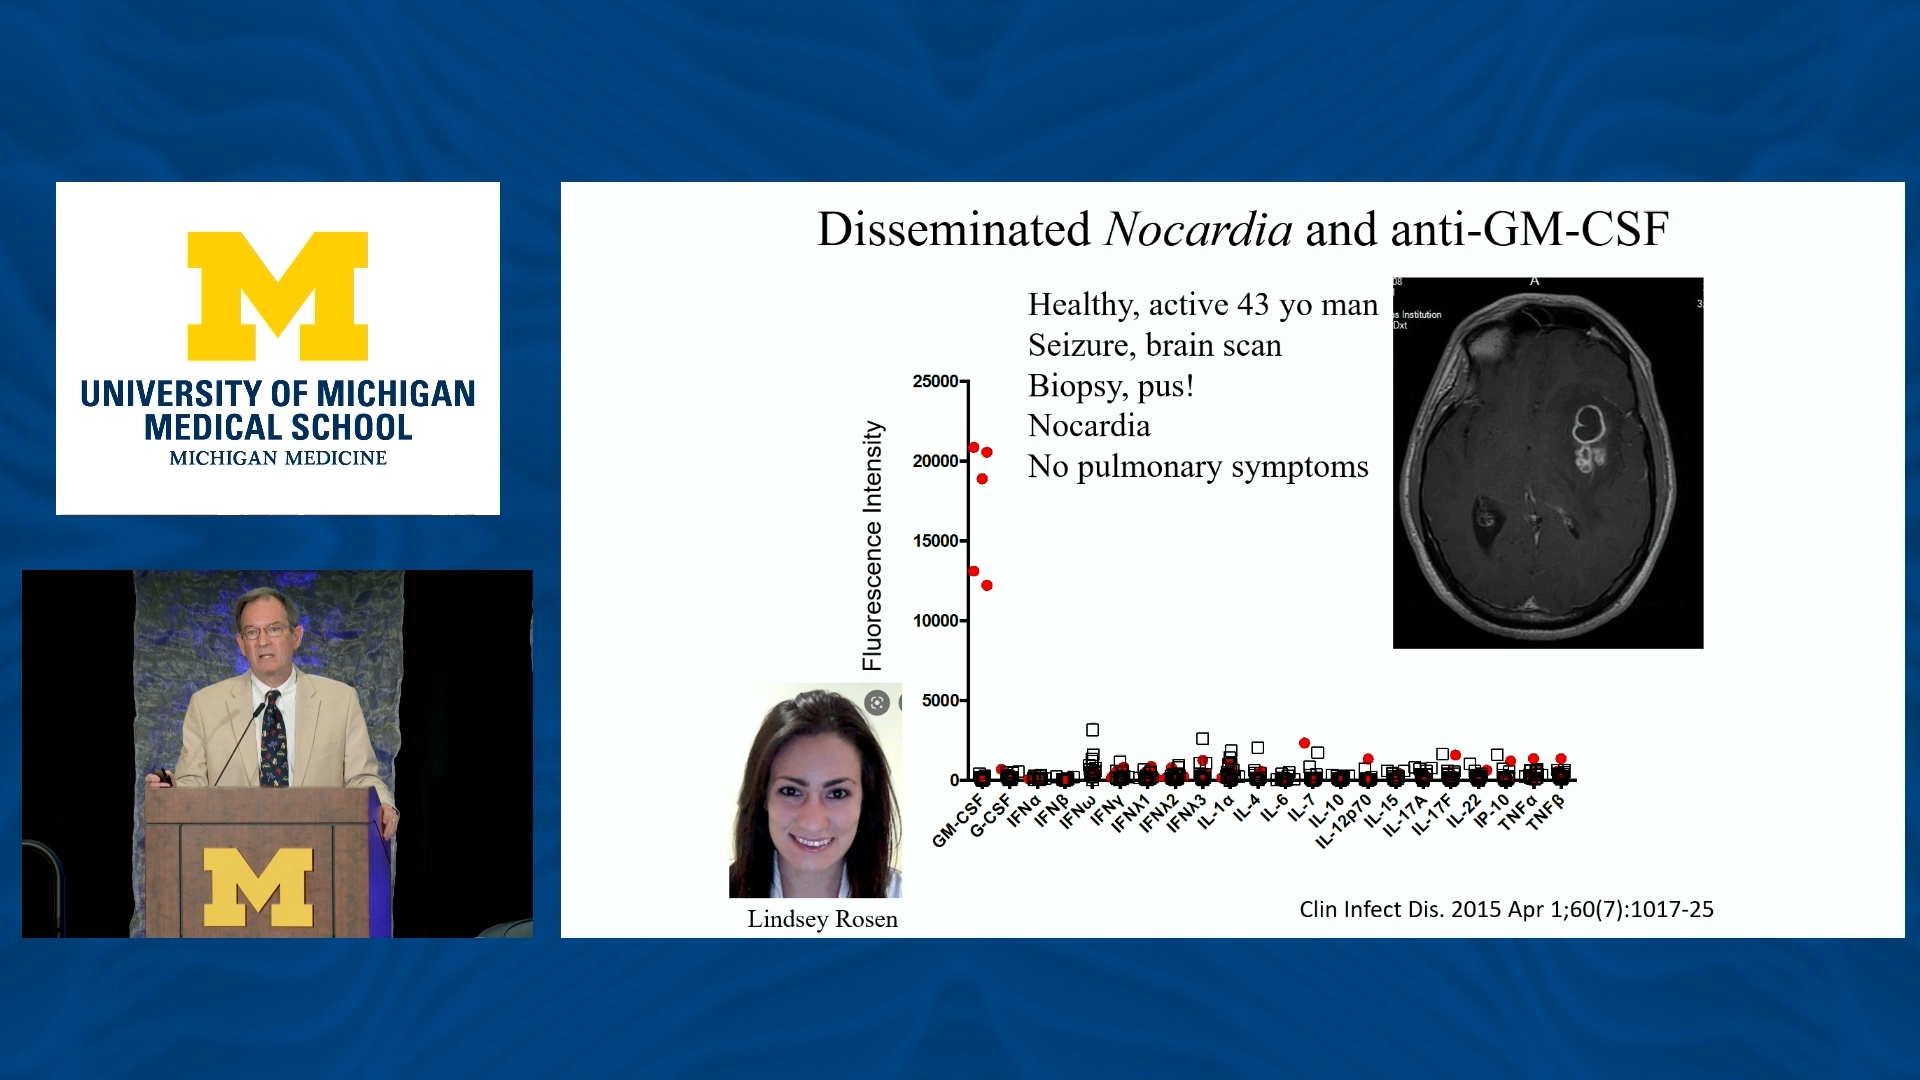 M
UNIVERSITY OF MICHIGAN
MEDICAL SCHOOL
MICHIGAN MEDICINE
M
Disseminated Nocardia and anti-GM-CSF
Healthy, active 43 yo man
Seizure, brain scan
Biopsy, pus!
Nocardia
No pulmonary symptoms
08
A
3
s Institution
Dxt
Fluorescence Intensity
25000
20000
15000
10000
5000
0
GM-CSF
G-CSF
IFNα
IFNβ
IFNω
IFNγ
IFNλ1
IFNλ2
IFNλ3
IL-1α
IL-4
IL-6
IL-7
IL-10
IL-12p70
IL-15
IL-17A
IL-17F
IL-22
IP-10
TNFα
TNFβ
Lindsey Rosen
Clin Infect Dis. 2015 Apr 1;60(7):1017-25